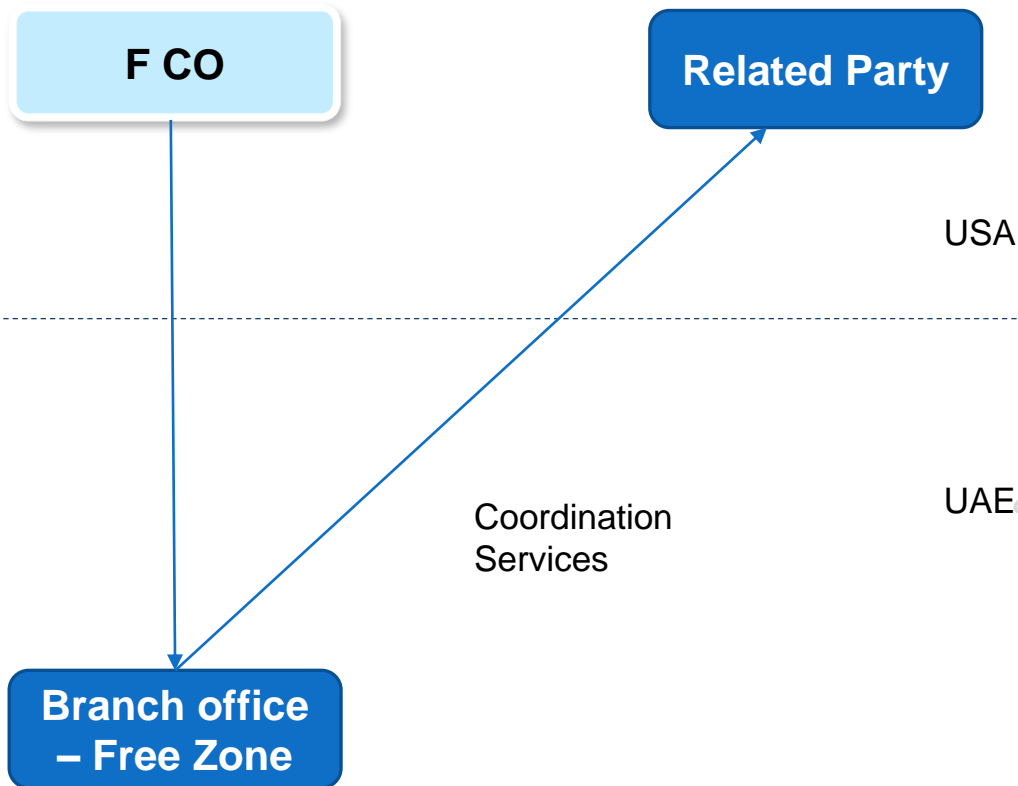 F CO
Related Party
USA
Coordination
Services
UAE
Branch office
– Free Zone